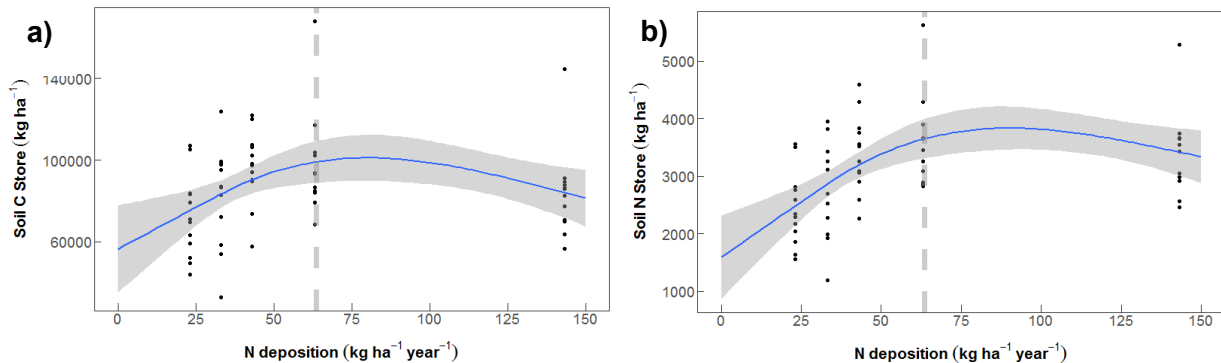 a)
140000
100000
60000
Soil C Store (kg ha⁻¹)
0 25 50 75 100 125 150
N deposition (kg ha⁻¹ year⁻¹)
b)
5000
4000
3000
2000
1000
Soil N Store (kg ha⁻¹)
0 25 50 75 100 125 150
N deposition (kg ha⁻¹ year⁻¹)